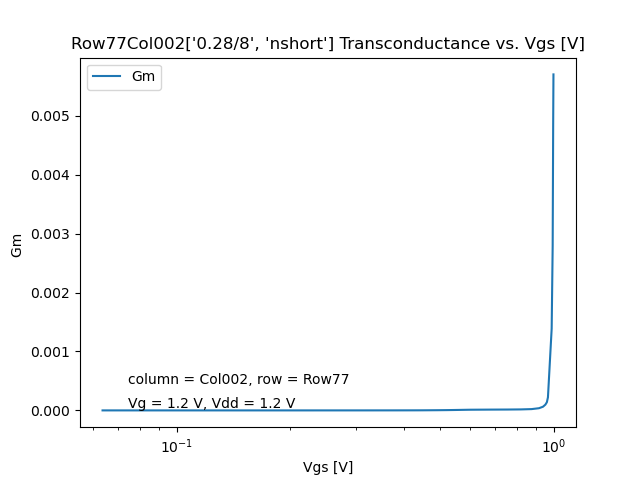 Row77Col002['0.28/8', 'nshort'] Transconductance vs. Vgs [V]
Gm
0.005
0.004
0.003
0.002
0.001
0.000
Gm
column = Col002, row = Row77
Vg = 1.2 V, Vdd = 1.2 V
10⁻¹
10⁰
Vgs [V]